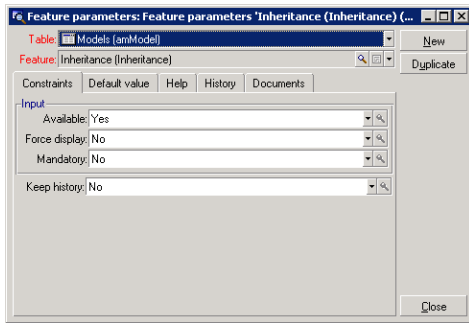 Feature parameters: Feature parameters 'Inheritance (Inheritance) (...
Table: Models (amModel)
New
Feature: Inheritance (Inheritance)
Duplicate
Constraints Default value Help History Documents
Input
Available: Yes
Force display: No
Mandatory: No
Keep history: No
Close